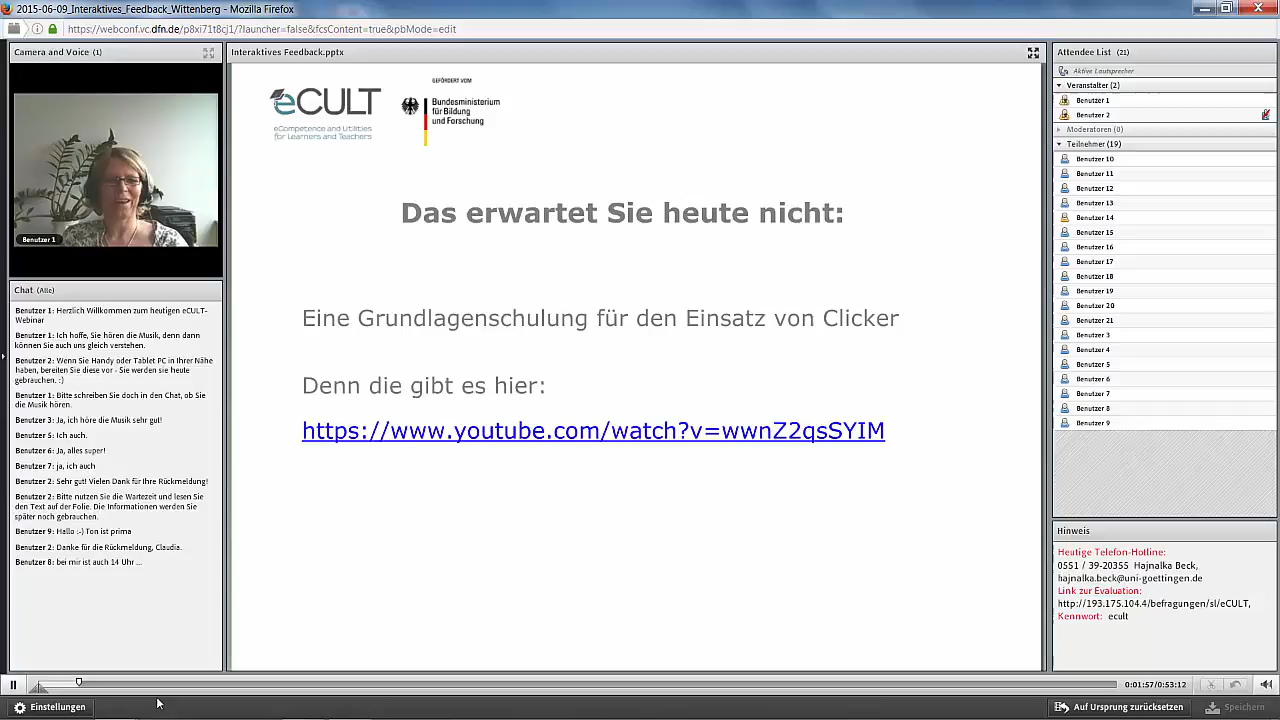 2015-06-09_Interaktives_Feedback_Wittenberg - Mozilla Firefox
https://webconf.vc.dfn.de/p8xi71t8cj1/?launcher=false&fcsContent=true&pbMode=edit
Camera and Voice (1)
Benutzer 1
Chat (Alle)
Benutzer 1: Herzlich Willkommen zum heutigen eCULT-
Webinar
Benutzer 1: Ich hoffe, Sie hören die Musik, denn dann
können Sie auch uns gleich verstehen.
Benutzer 2: Wenn Sie Handy oder Tablet PC in Ihrer Nähe
haben, bereiten Sie diese vor - Sie werden sie heute
gebrauchen. :)
Benutzer 1: Bitte schreiben Sie doch in den Chat, ob Sie
die Musik hören.
Benutzer 3: Ja, ich höre die Musik sehr gut!
Benutzer 5: Ich auch.
Benutzer 6: Ja, alles super!
Benutzer 7: ja, ich auch
Benutzer 2: Sehr gut! Vielen Dank für Ihre Rückmeldung!
Benutzer 2: Bitte nutzen Sie die Wartezeit und lesen Sie
den Text auf der Folie. Die Informationen werden Sie
später noch gebrauchen.
Benutzer 9: Hallo :-) Ton ist prima
Benutzer 2: Danke für die Rückmeldung, Claudia.
Benutzer 8: bei mir ist auch 14 Uhr ...
Interaktives Feedback.pptx
eCULT
eCompetence and Utilities
for Learners and Teachers
GEFÖRDERT VOM
Bundesministerium
für Bildung
und Forschung
Das erwartet Sie heute nicht:
Eine Grundlagenschulung für den Einsatz von Clicker
Denn die gibt es hier:
https://www.youtube.com/watch?v=wwnZ2qsSYIM
Attendee List (21)
Aktive Lautsprecher
Veranstalter (2)
Benutzer 1
Benutzer 2
Moderatoren (0)
Teilnehmer (19)
Benutzer 10
Benutzer 11
Benutzer 12
Benutzer 13
Benutzer 14
Benutzer 15
Benutzer 16
Benutzer 17
Benutzer 18
Benutzer 19
Benutzer 20
Benutzer 21
Benutzer 3
Benutzer 4
Benutzer 5
Benutzer 6
Benutzer 7
Benutzer 8
Benutzer 9
Hinweis
Heutige Telefon-Hotline:
0551 / 39-20355 Hajnalka Beck,
hajnalka.beck@uni-goettingen.de
Link zur Evaluation:
http://193.175.104.4/befragungen/sl/eCULT,
Kennwort: ecult
0:01:57/0:53:12
Einstellungen
Auf Ursprung zurücksetzen
Speichern